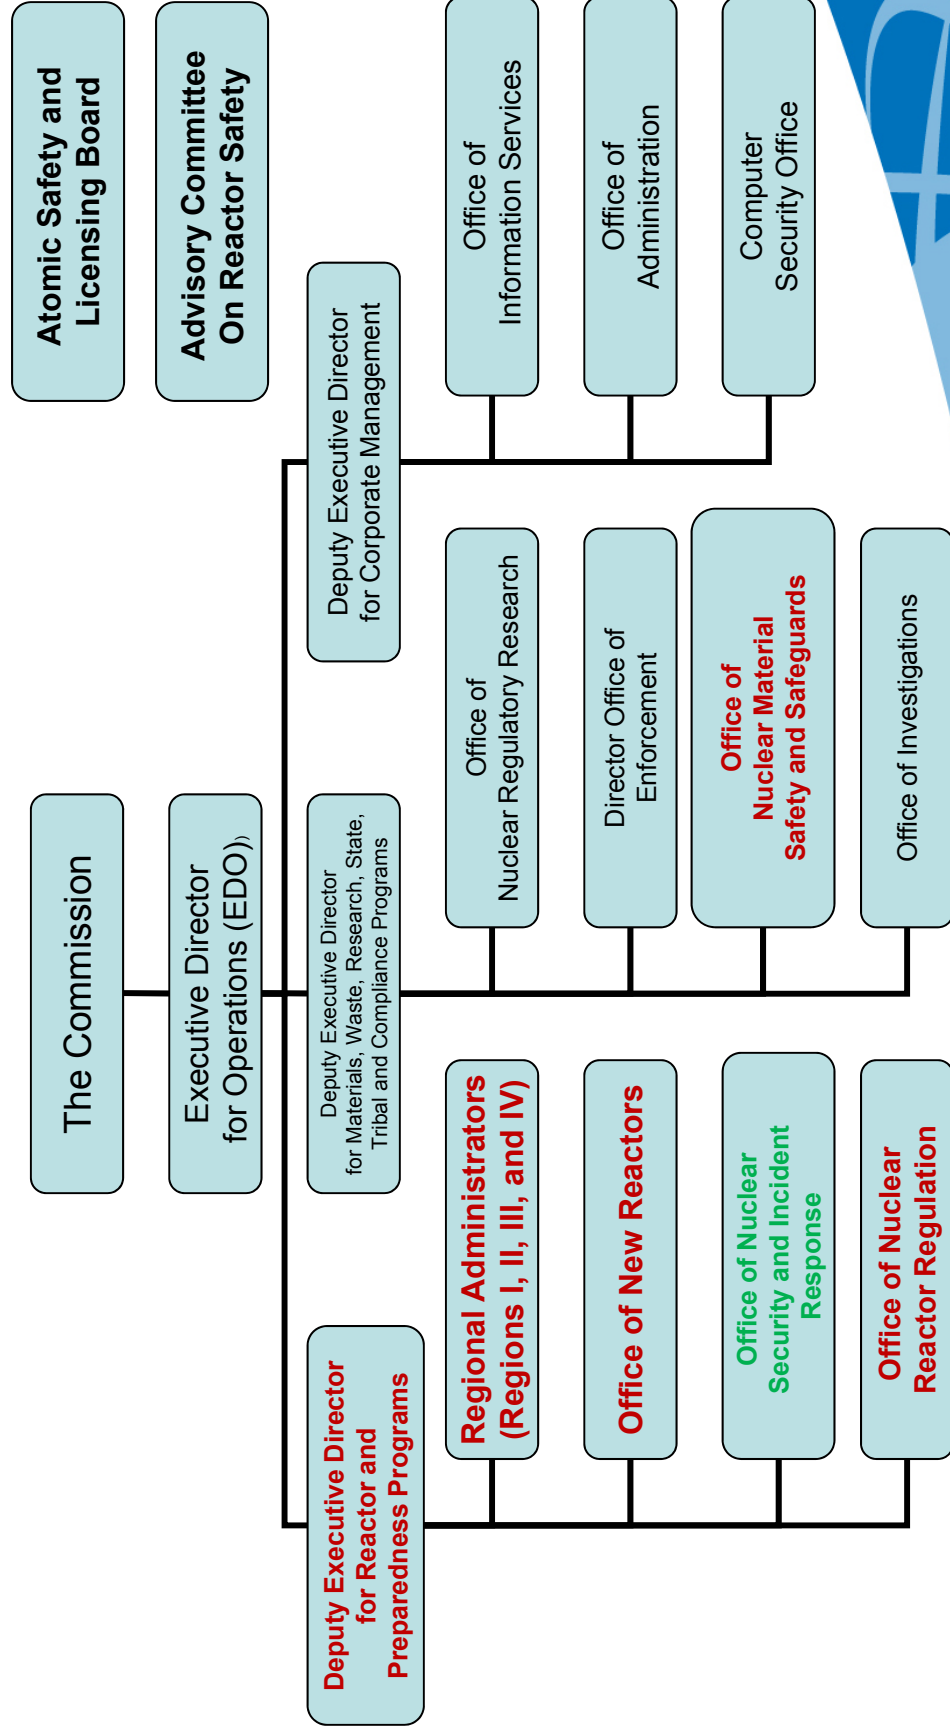 Atomic Safety and
Licensing Board
The Commission
Advisory Committee
On Reactor Safety
Executive Director
for Operations (EDO))
Deputy Executive Director
for Reactor and
Preparedness Programs
Deputy Executive Director
for Materials, Waste, Research, State,
Tribal and Compliance Programs
Deputy Executive Director
for Corporate Management
Regional Administrators
(Regions I, II, III, and IV)
Office of
Nuclear Regulatory Research
Office of
Information Services
Office of New Reactors
Director Office of
Enforcement
Office of
Administration
Office of Nuclear
Security and Incident
Response
Office of
Nuclear Material
Safety and Safeguards
Computer
Security Office
Office of Nuclear
Reactor Regulation
Office of Investigations